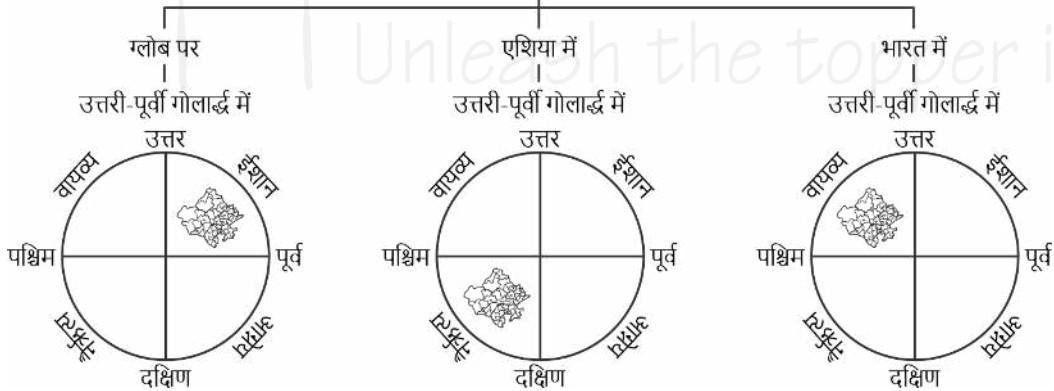 Unleash the topper i
ग्लोब पर
एशिया में
भारत में
उत्तरी-पूर्वी गोलार्द्ध में
उत्तरी-पूर्वी गोलार्द्ध में
उत्तरी-पूर्वी गोलार्द्ध में
उत्तर
वायव्य
ईशान
पश्चिम
पूर्व
नैऋत्य
आग्नेय
दक्षिण
उत्तर
वायव्य
ईशान
पश्चिम
पूर्व
नैऋत्य
आग्नेय
दक्षिण
उत्तर
वायव्य
ईशान
पश्चिम
पूर्व
नैऋत्य
आग्नेय
दक्षिण